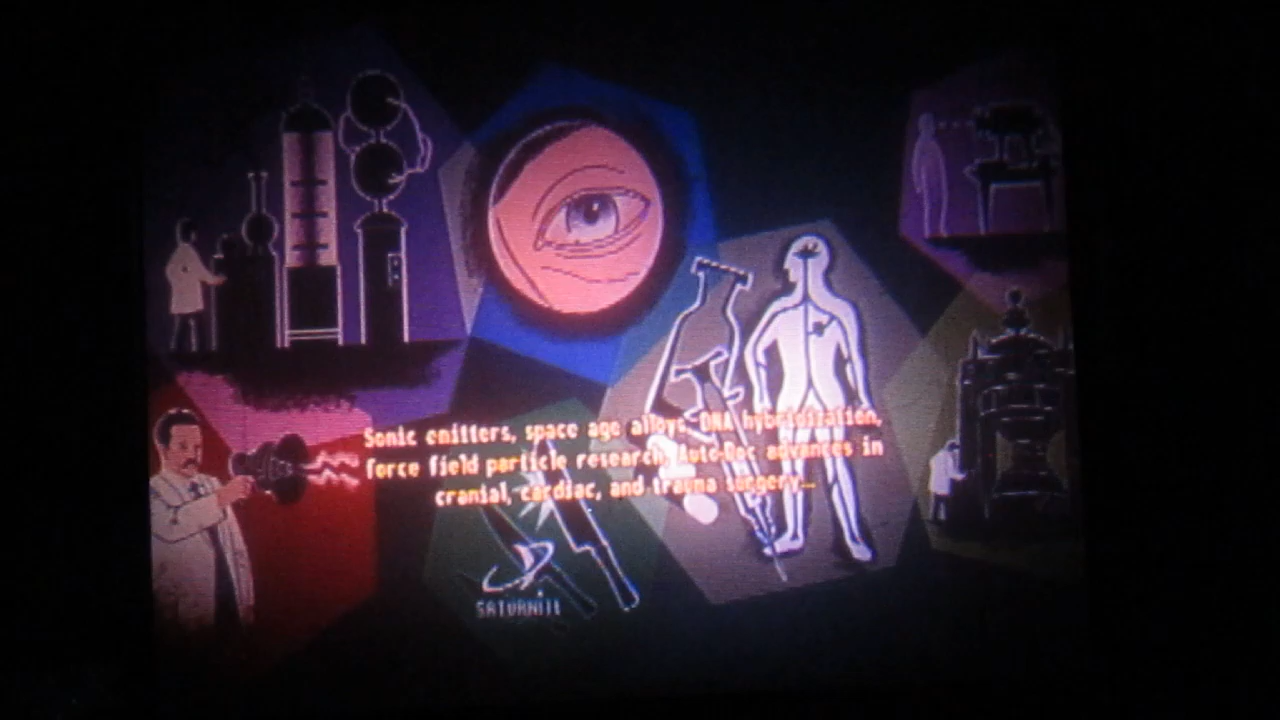 Sonic emitters, space age alloys, DNA hybridization,
force field particle research, Auto-Doc advances in
cranial, cardiac, and trauma surgery...
SATURNITE